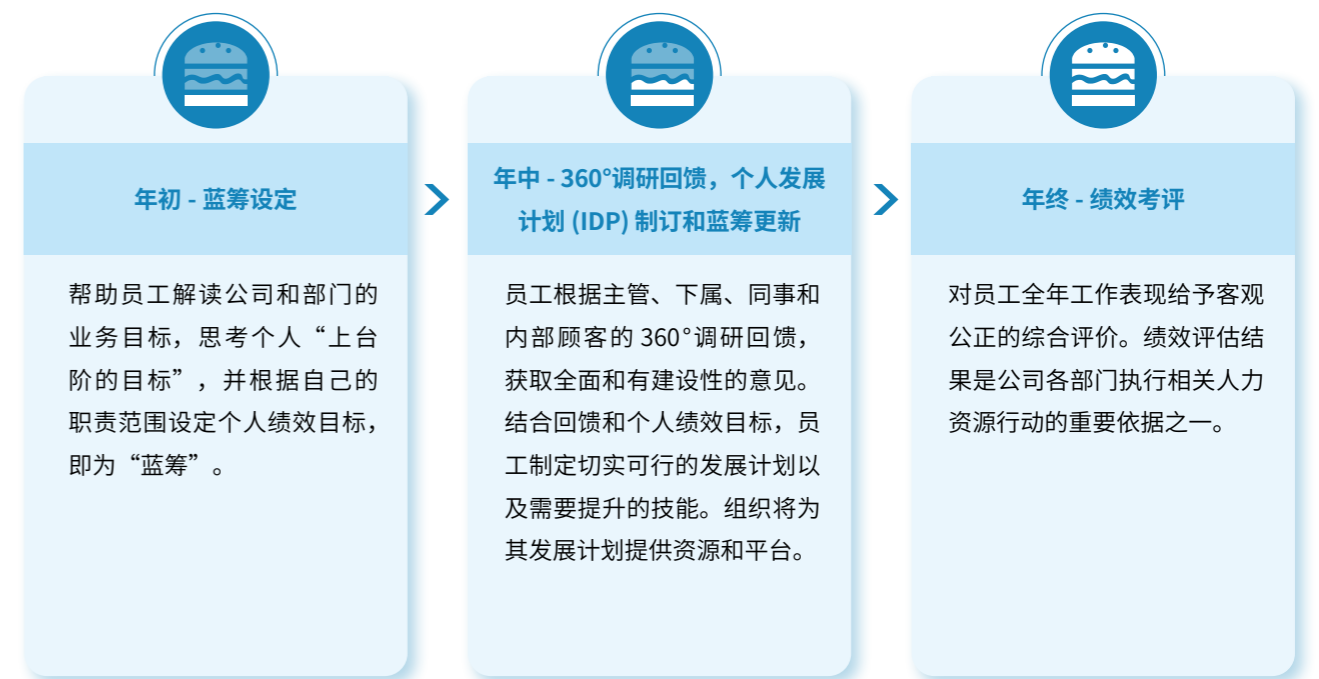 年初 - 蓝筹设定
帮助员工解读公司和部门的
业务目标，思考个人“上台
阶的目标”，并根据自己的
职责范围设定个人绩效目标，
即为“蓝筹”。
年中 - 360°调研回馈，个人发展
计划 (IDP) 制订和蓝筹更新
员工根据主管、下属、同事和
内部顾客的 360°调研回馈，
获取全面和有建设性的意见。
结合回馈和个人绩效目标，员
工制定切实可行的发展计划以
及需要提升的技能。组织将为
其发展计划提供资源和平台。
年终 - 绩效考评
对员工全年工作表现给予客观
公正的综合评价。绩效评估结
果是公司各部门执行相关人力
资源行动的重要依据之一。